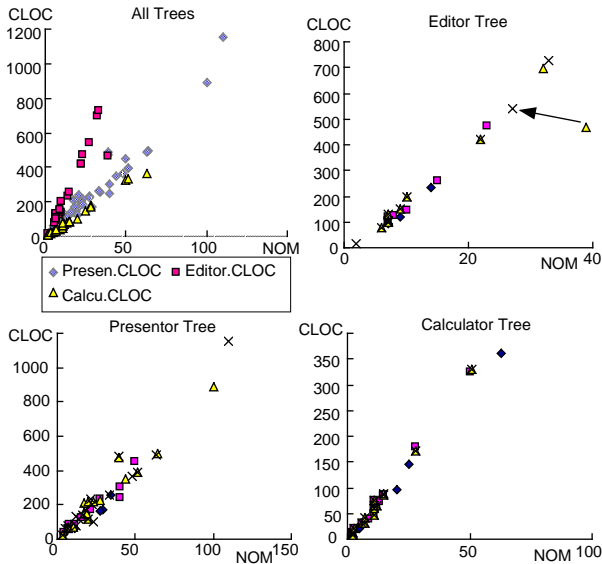 CLOC
All Trees
1200
1000
800
600
400
200
0
0
50
100
150
NOM
Presen.CLOC
Editor.CLOC
Calcu.CLOC
CLOC
Editor Tree
800
700
600
500
400
300
200
100
0
0
20
40
NOM
CLOC
Presentor Tree
1000
800
600
400
200
0
0
50
100
150
NOM
CLOC
Calculator Tree
350
300
250
200
150
100
50
0
0
50
100
NOM